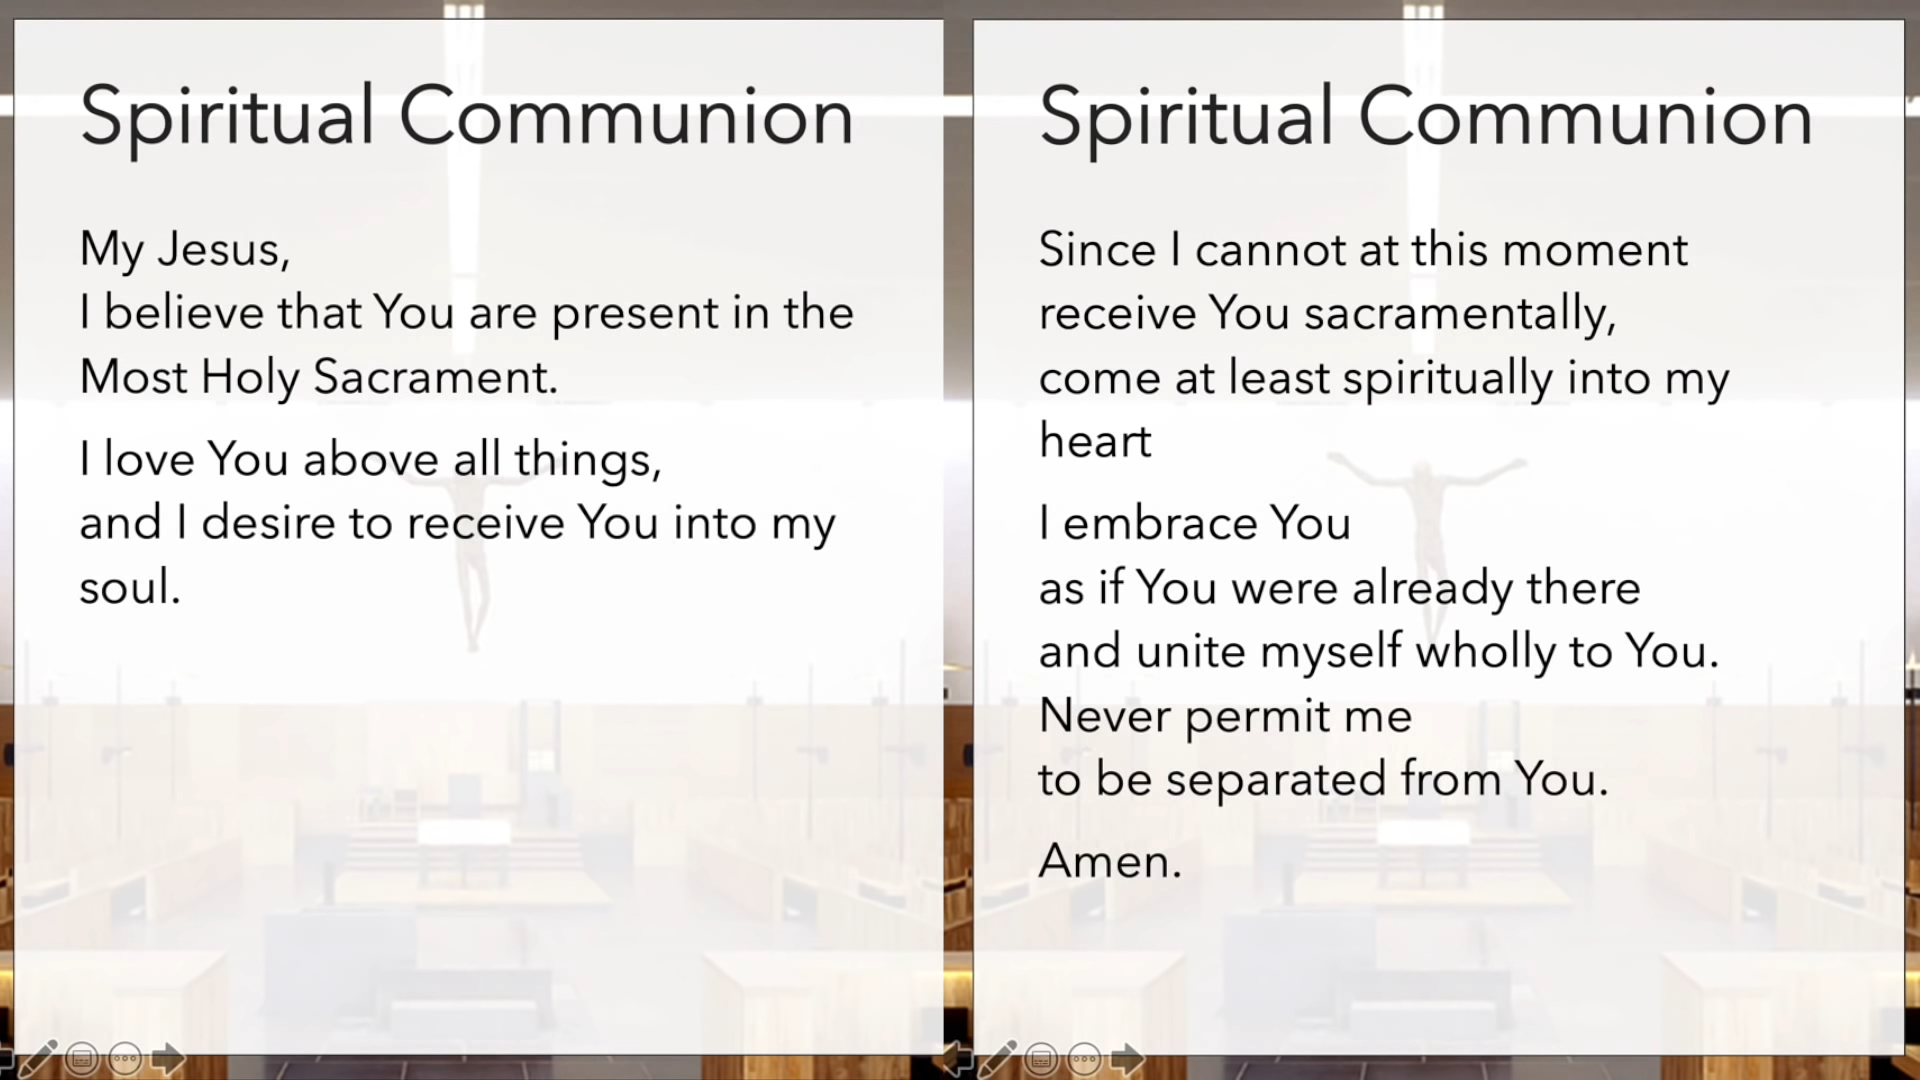 Spiritual Communion
My Jesus,
I believe that You are present in the
Most Holy Sacrament.
I love You above all things,
and I desire to receive You into my
soul.
Spiritual Communion
Since I cannot at this moment
receive You sacramentally,
come at least spiritually into my
heart
I embrace You
as if You were already there
and unite myself wholly to You.
Never permit me
to be separated from You.
Amen.